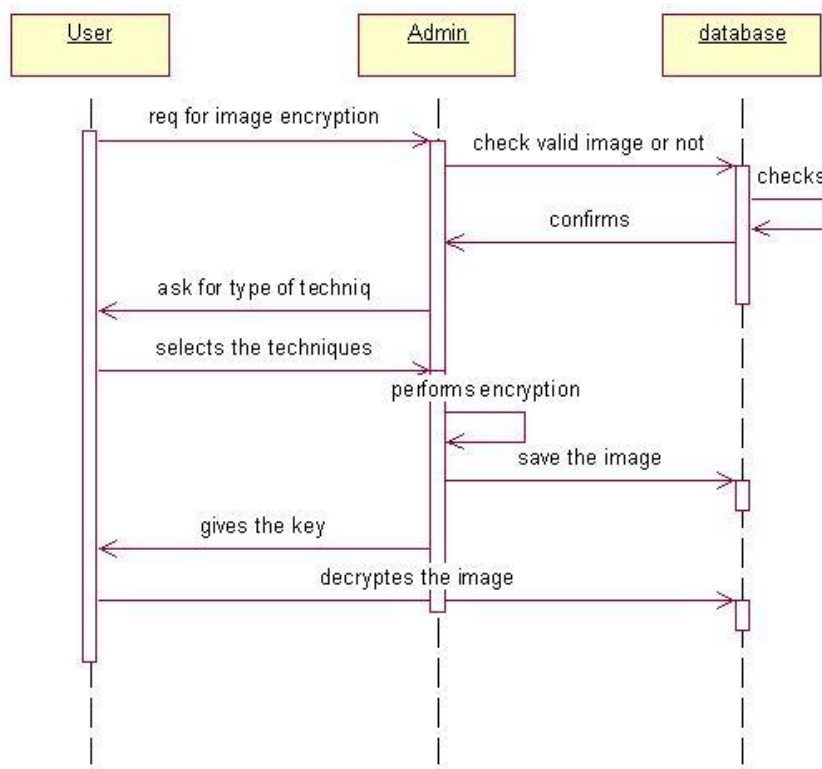 User
Admin
database
req for image encryption
check valid image or not
checks
confirms
ask for type of techniq
selects the techniques
performs encryption
save the image
gives the key
decryptes the image